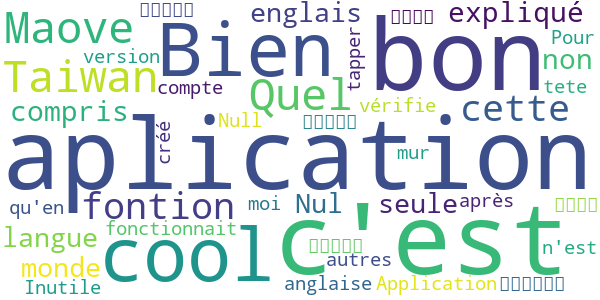 Maove
englais
expliqué
Bien
bon
Pour
version
Taiwan
compte
tapper
non
tete
compris
Quel
vérifie
cette
Null
créé
aplication
mur
qu'en
fontion
moi
Nul
seule
après
langue
fonctionnait
cool
c'est
n'est
monde
autres
Inutile
anglaise
Application